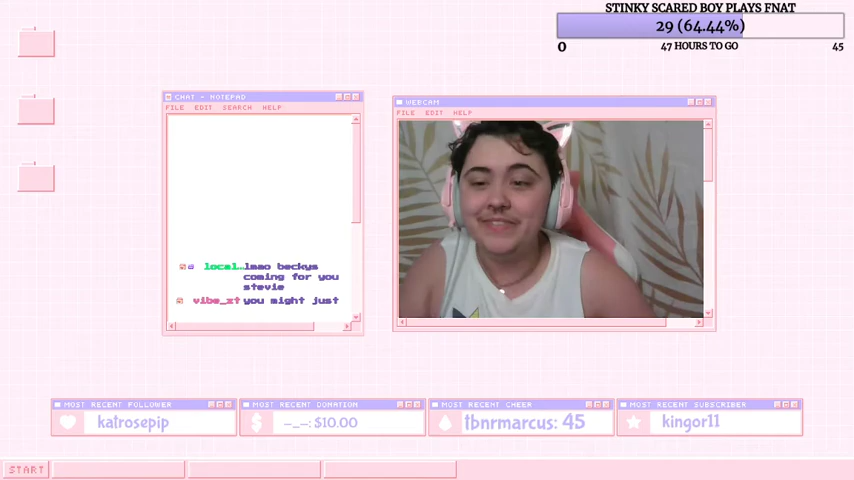 STINKY SCARED BOY PLAYS FNAT
29 (64.44%)
0 47 HOURS TO GO 45
CHAT - NOTEPAD
FILE EDIT SEARCH HELP
local…lmao beckys
coming for you
stevie
vibe_xt you might just
WEBCAM
FILE EDIT HELP
MOST RECENT FOLLOWER
katrosepip
MOST RECENT DONATION
$ -_-: $10.00
MOST RECENT CHEER
tbnrmarcus: 45
MOST RECENT SUBSCRIBER
kingor11
START